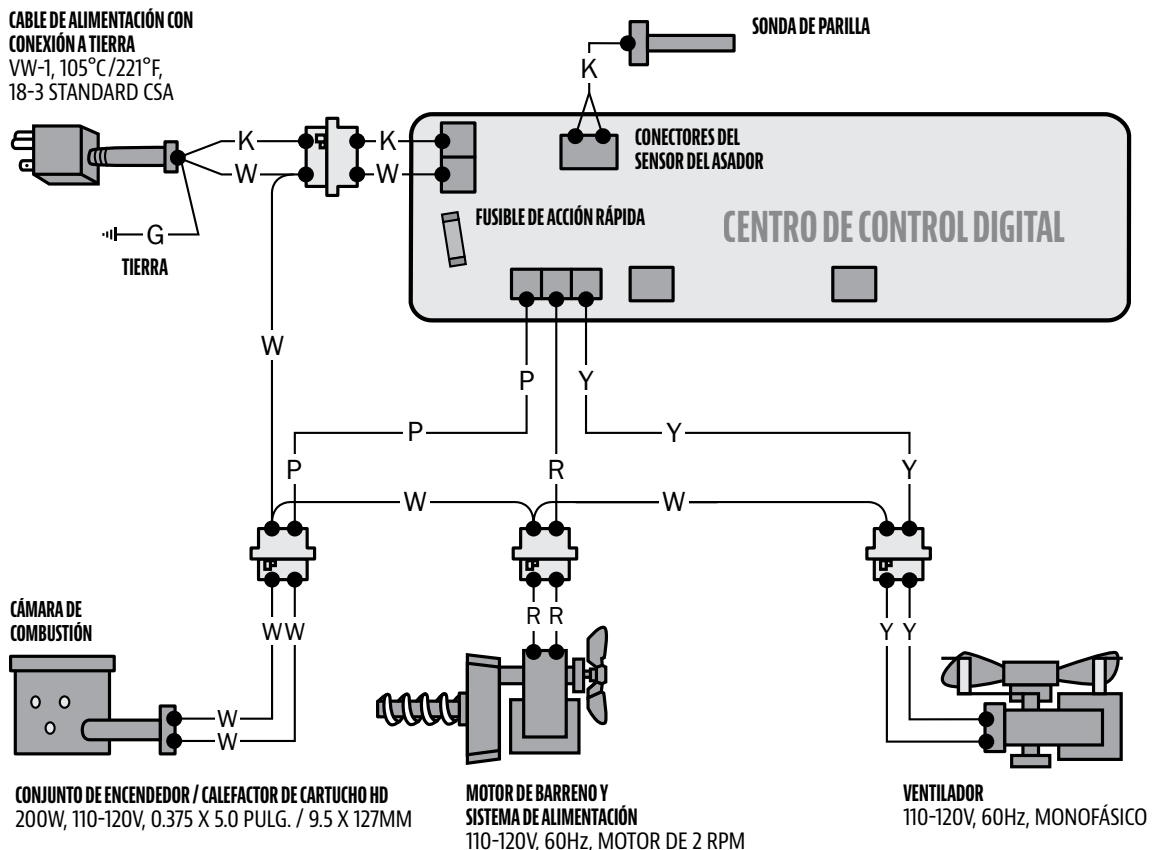 CABLE DE ALIMENTACIÓN CON
CONEXIÓN A TIERRA
VW-1, 105°C/221°F,
18-3 STANDARD CSA
SONDA DE PARILLA
K
CONECTORES DEL
SENSOR DEL ASADOR
K
K
W
W
FUSIBLE DE ACCIÓN RÁPIDA
CENTRO DE CONTROL DIGITAL
G
TIERRA
W
P
Y
P
Y
P
R
Y
W
W
CÁMARA DE
COMBUSTIÓN
W W
R R
Y Y
W
W
CONJUNTO DE ENCENDEDOR / CALEFACTOR DE CARTUCHO HD
200W, 110-120V, 0.375 X 5.0 PULG. / 9.5 X 127MM
MOTOR DE BARRENO Y
SISTEMA DE ALIMENTACIÓN
110-120V, 60Hz, MOTOR DE 2 RPM
VENTILADOR
110-120V, 60Hz, MONOFÁSICO